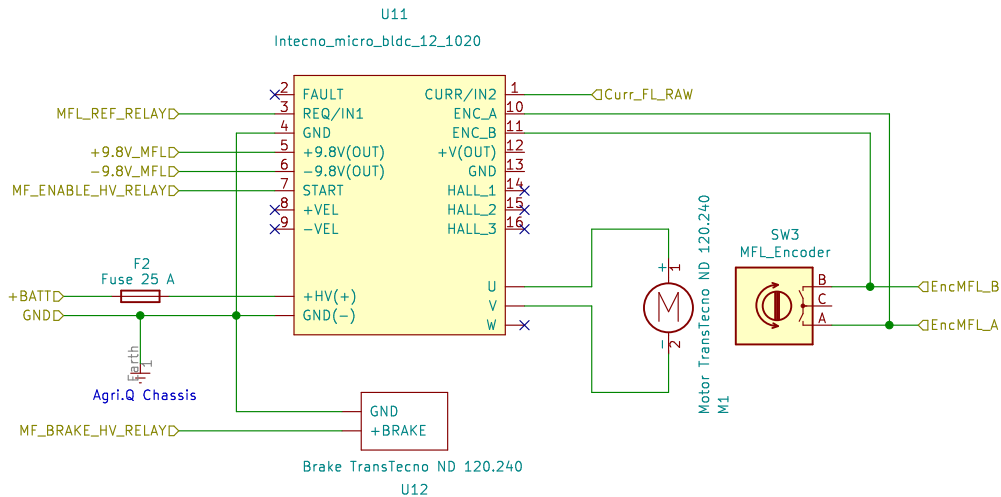 U11
Intecno_micro_bldc_12_1020
2 FAULT CURR/IN2 1 Curr_FL_RAW
MFL_REF_RELAY 3 REQ/IN1 ENC_A 10
4 GND ENC_B 11
+9.8V_MFL 5 +9.8V(OUT) +V(OUT) 12
-9.8V_MFL 6 -9.8V(OUT) GND 13
MF_ENABLE_HV_RELAY 7 START HALL_1 14
8 +VEL HALL_2 15
9 -VEL HALL_3 16
SW3
MFL_Encoder
F2
Fuse 25 A
+BATT +HV(+) U
GND GND(-) V
W
+ 1
M
- 2
Motor TransTecno ND 120.240
M1
B EncMFL_B
C
A EncMFL_A
Earth
1
Agri.Q Chassis
GND
MF_BRAKE_HV_RELAY +BRAKE
Brake TransTecno ND 120.240
U12